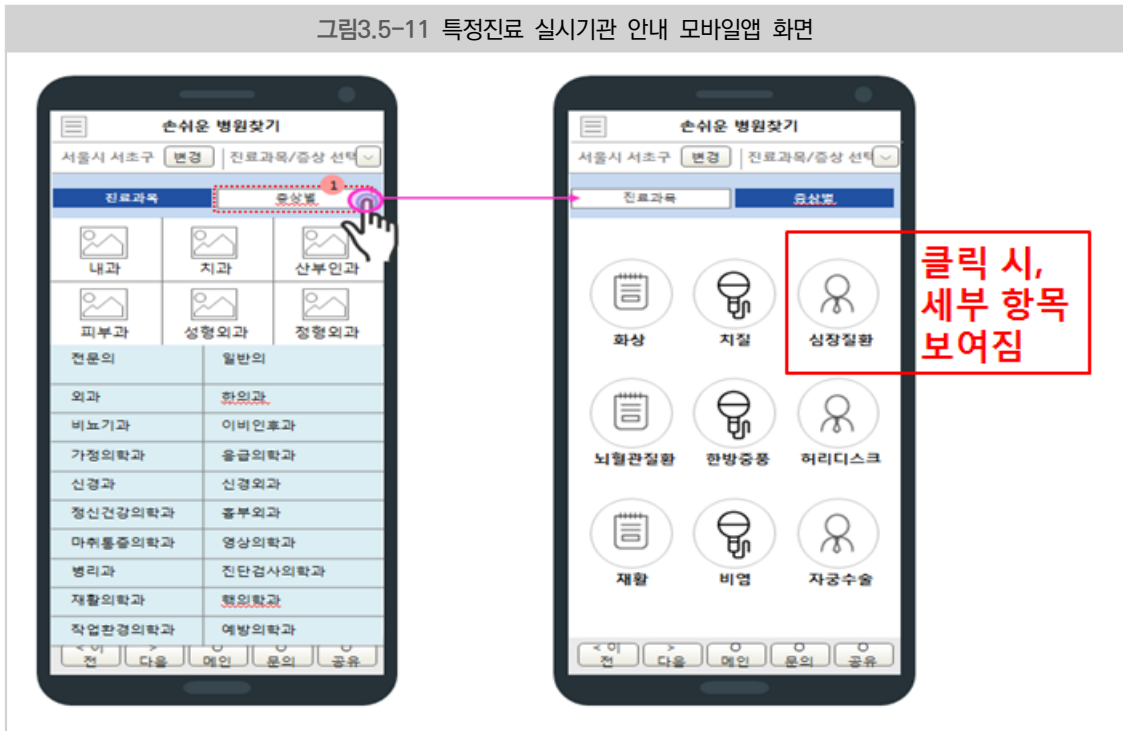 그림3.5-11 특정진료 실시기관 안내 모바일앱 화면
손쉬운 병원찾기
서울시 서초구 변경 진료과목/증상 선택
진료과목 증상별
1
내과 치과 산부인과
피부과 성형외과 정형외과
전문의 일반의
외과 한의과
비뇨기과 이비인후과
가정의학과 응급의학과
신경과 신경외과
정신건강의학과 흉부외과
마취통증의학과 영상의학과
병리과 진단검사의학과
재활의학과 핵의학과
작업환경의학과 예방의학과
< 이전 > 다음 O 메인 O 문의 O 공유
손쉬운 병원찾기
서울시 서초구 변경 진료과목/증상 선택
진료과목 증상별
화상 치질 심장질환
뇌혈관질환 한방중풍 허리디스크
재활 비염 자궁수술
< 이전 > 다음 O 메인 O 문의 O 공유
클릭 시,
세부 항목
보여짐